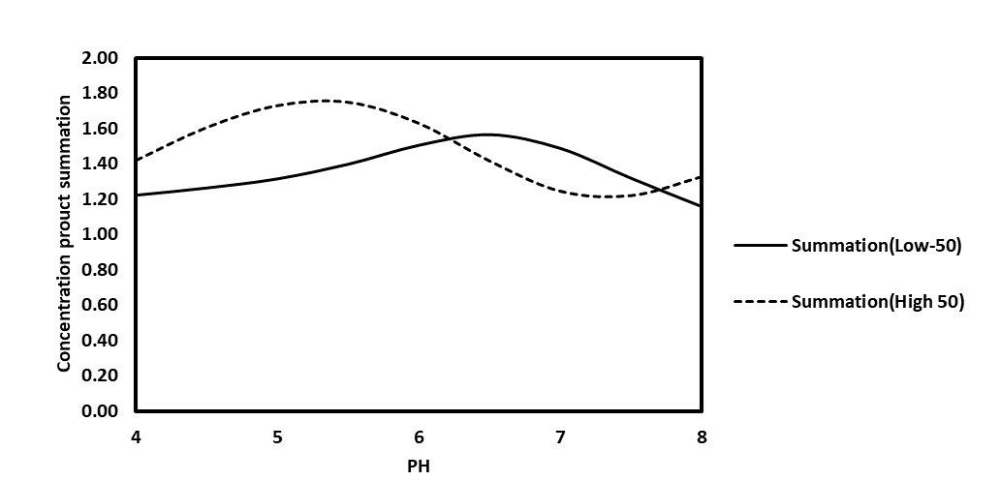 2.00
1.80
1.60
1.40
1.20
1.00
0.80
0.60
0.40
0.20
0.00
Concentration prouct summation
4 5 6 7 8
PH
Summation(Low-50)
Summation(High 50)